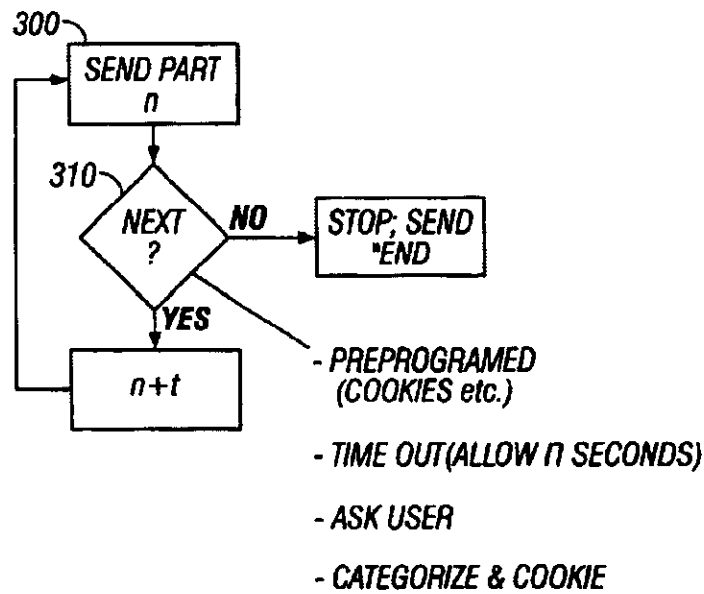 300
SEND PART
n
310
NEXT
?
NO
STOP; SEND
"END
YES
n+t
- PREPROGRAMED
(COOKIES etc.)
- TIME OUT(ALLOW n SECONDS)
- ASK USER
- CATEGORIZE & COOKIE